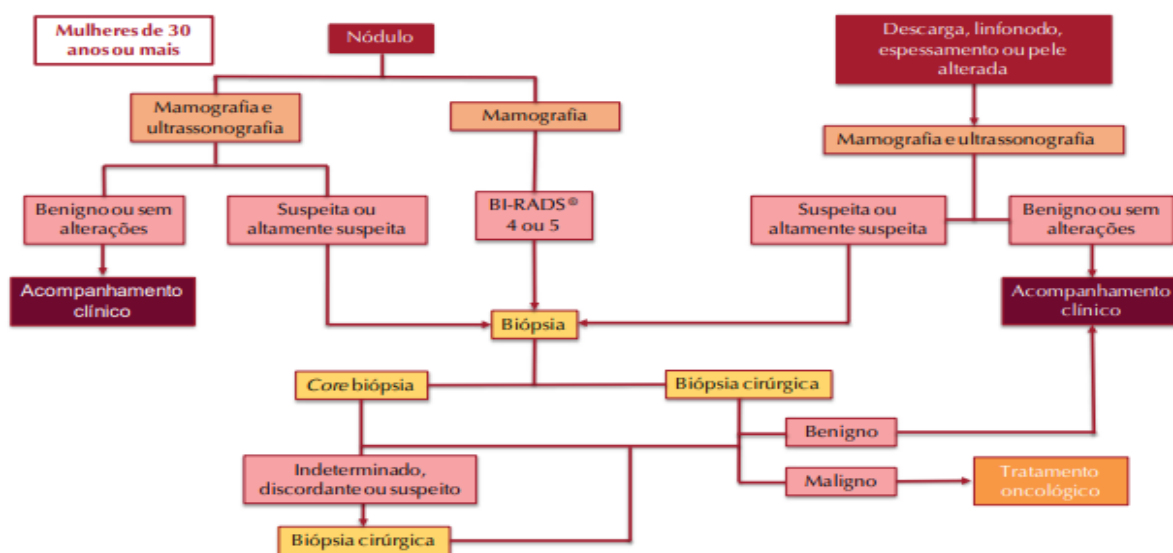 Mulheres de 30
anos ou mais
Nódulo
Descarga, linfonodo,
espessamento ou pele
alterada
Mamografia e
ultrassonografia
Mamografia
Mamografia e ultrassonografia
Benigno ou sem
alterações
Suspeita ou
altamente suspeita
BI-RADS®
4 ou 5
Suspeita ou
altamente suspeita
Benigno ou sem
alterações
Acompanhamento
clínico
Acompanhamento
clínico
Biópsia
Core biópsia
Biópsia cirúrgica
Benigno
Indeterminado,
discordante ou suspeito
Maligno
Tratamento
oncológico
Biópsia cirúrgica